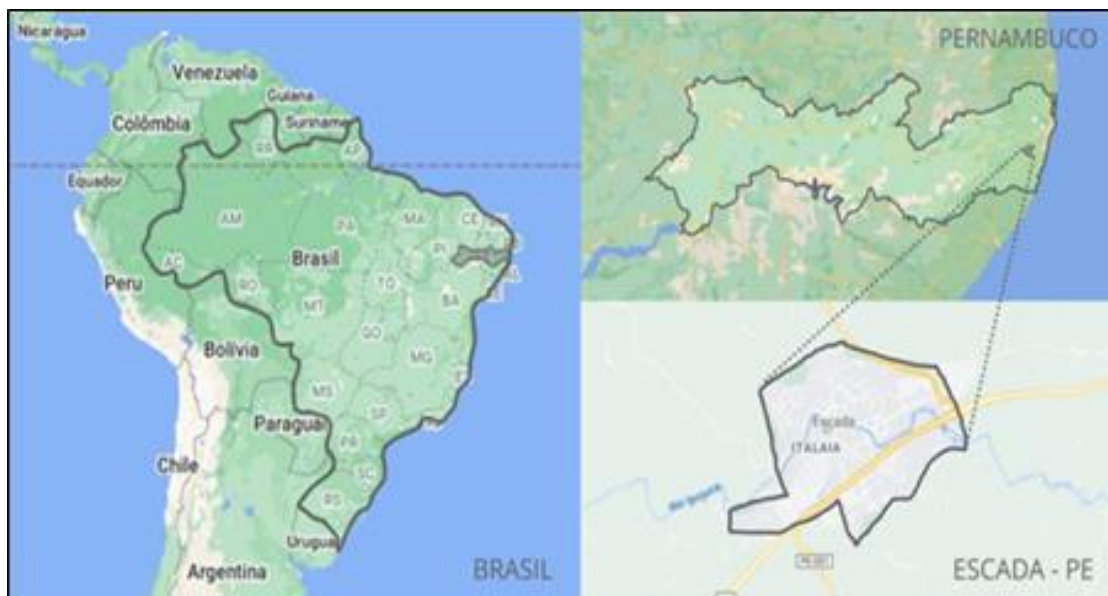 Nicarágua
Venezuela
Guiana
Suriname
Colômbia
RR
AP
Equador
AM
PA
MA
CE
PI
AC
Brasil
Peru
RO
TO
MT
BA
GO
Bolívia
MG
MS
SP
Paraguai
PR
Chile
SC
RS
Uruguai
Argentina
BRASIL
PERNAMBUCO
Escada
ITALAIA
ESCADA - PE